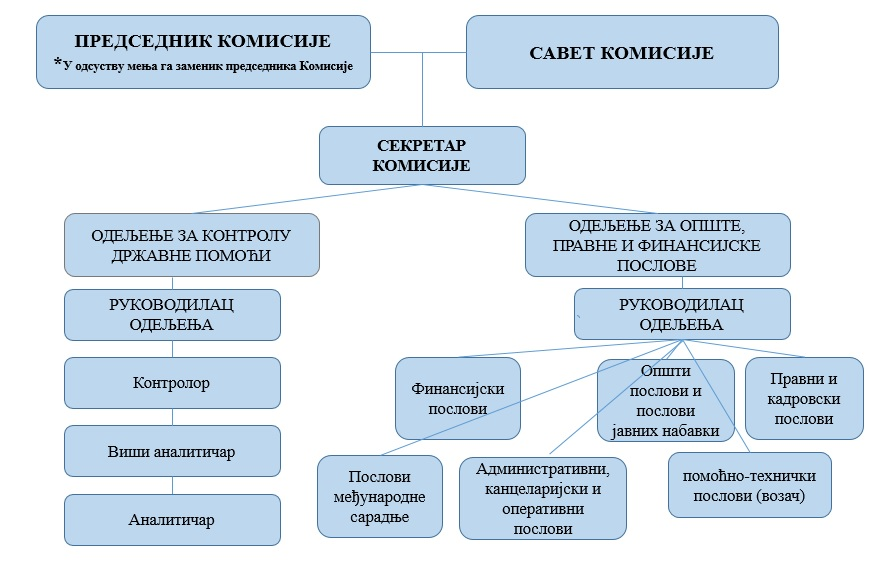 ПРЕДСЕДНИК КОМИСИЈЕ
*У одсуству мења га заменик председника Комисије
САВЕТ КОМИСИЈЕ
СЕКРЕТАР
КОМИСИЈЕ
ОДЕЉЕЊЕ ЗА КОНТРОЛУ
ДРЖАВНЕ ПОМОЋИ
ОДЕЉЕЊЕ ЗА ОПШТЕ,
ПРАВНЕ И ФИНАНСИЈСКЕ
ПОСЛОВЕ
РУКОВОДИЛАЦ
ОДЕЉЕЊА
РУКОВОДИЛАЦ
ОДЕЉЕЊА
Контролор
Виши аналитичар
Аналитичар
Финансијски
послови
Општи
послови и
послови
јавних набавки
Правни и
кадровски
послови
Послови
међународне
сарадње
Административни,
канцеларијски и
оперативни
послови
помоћно-технички
послови (возач)